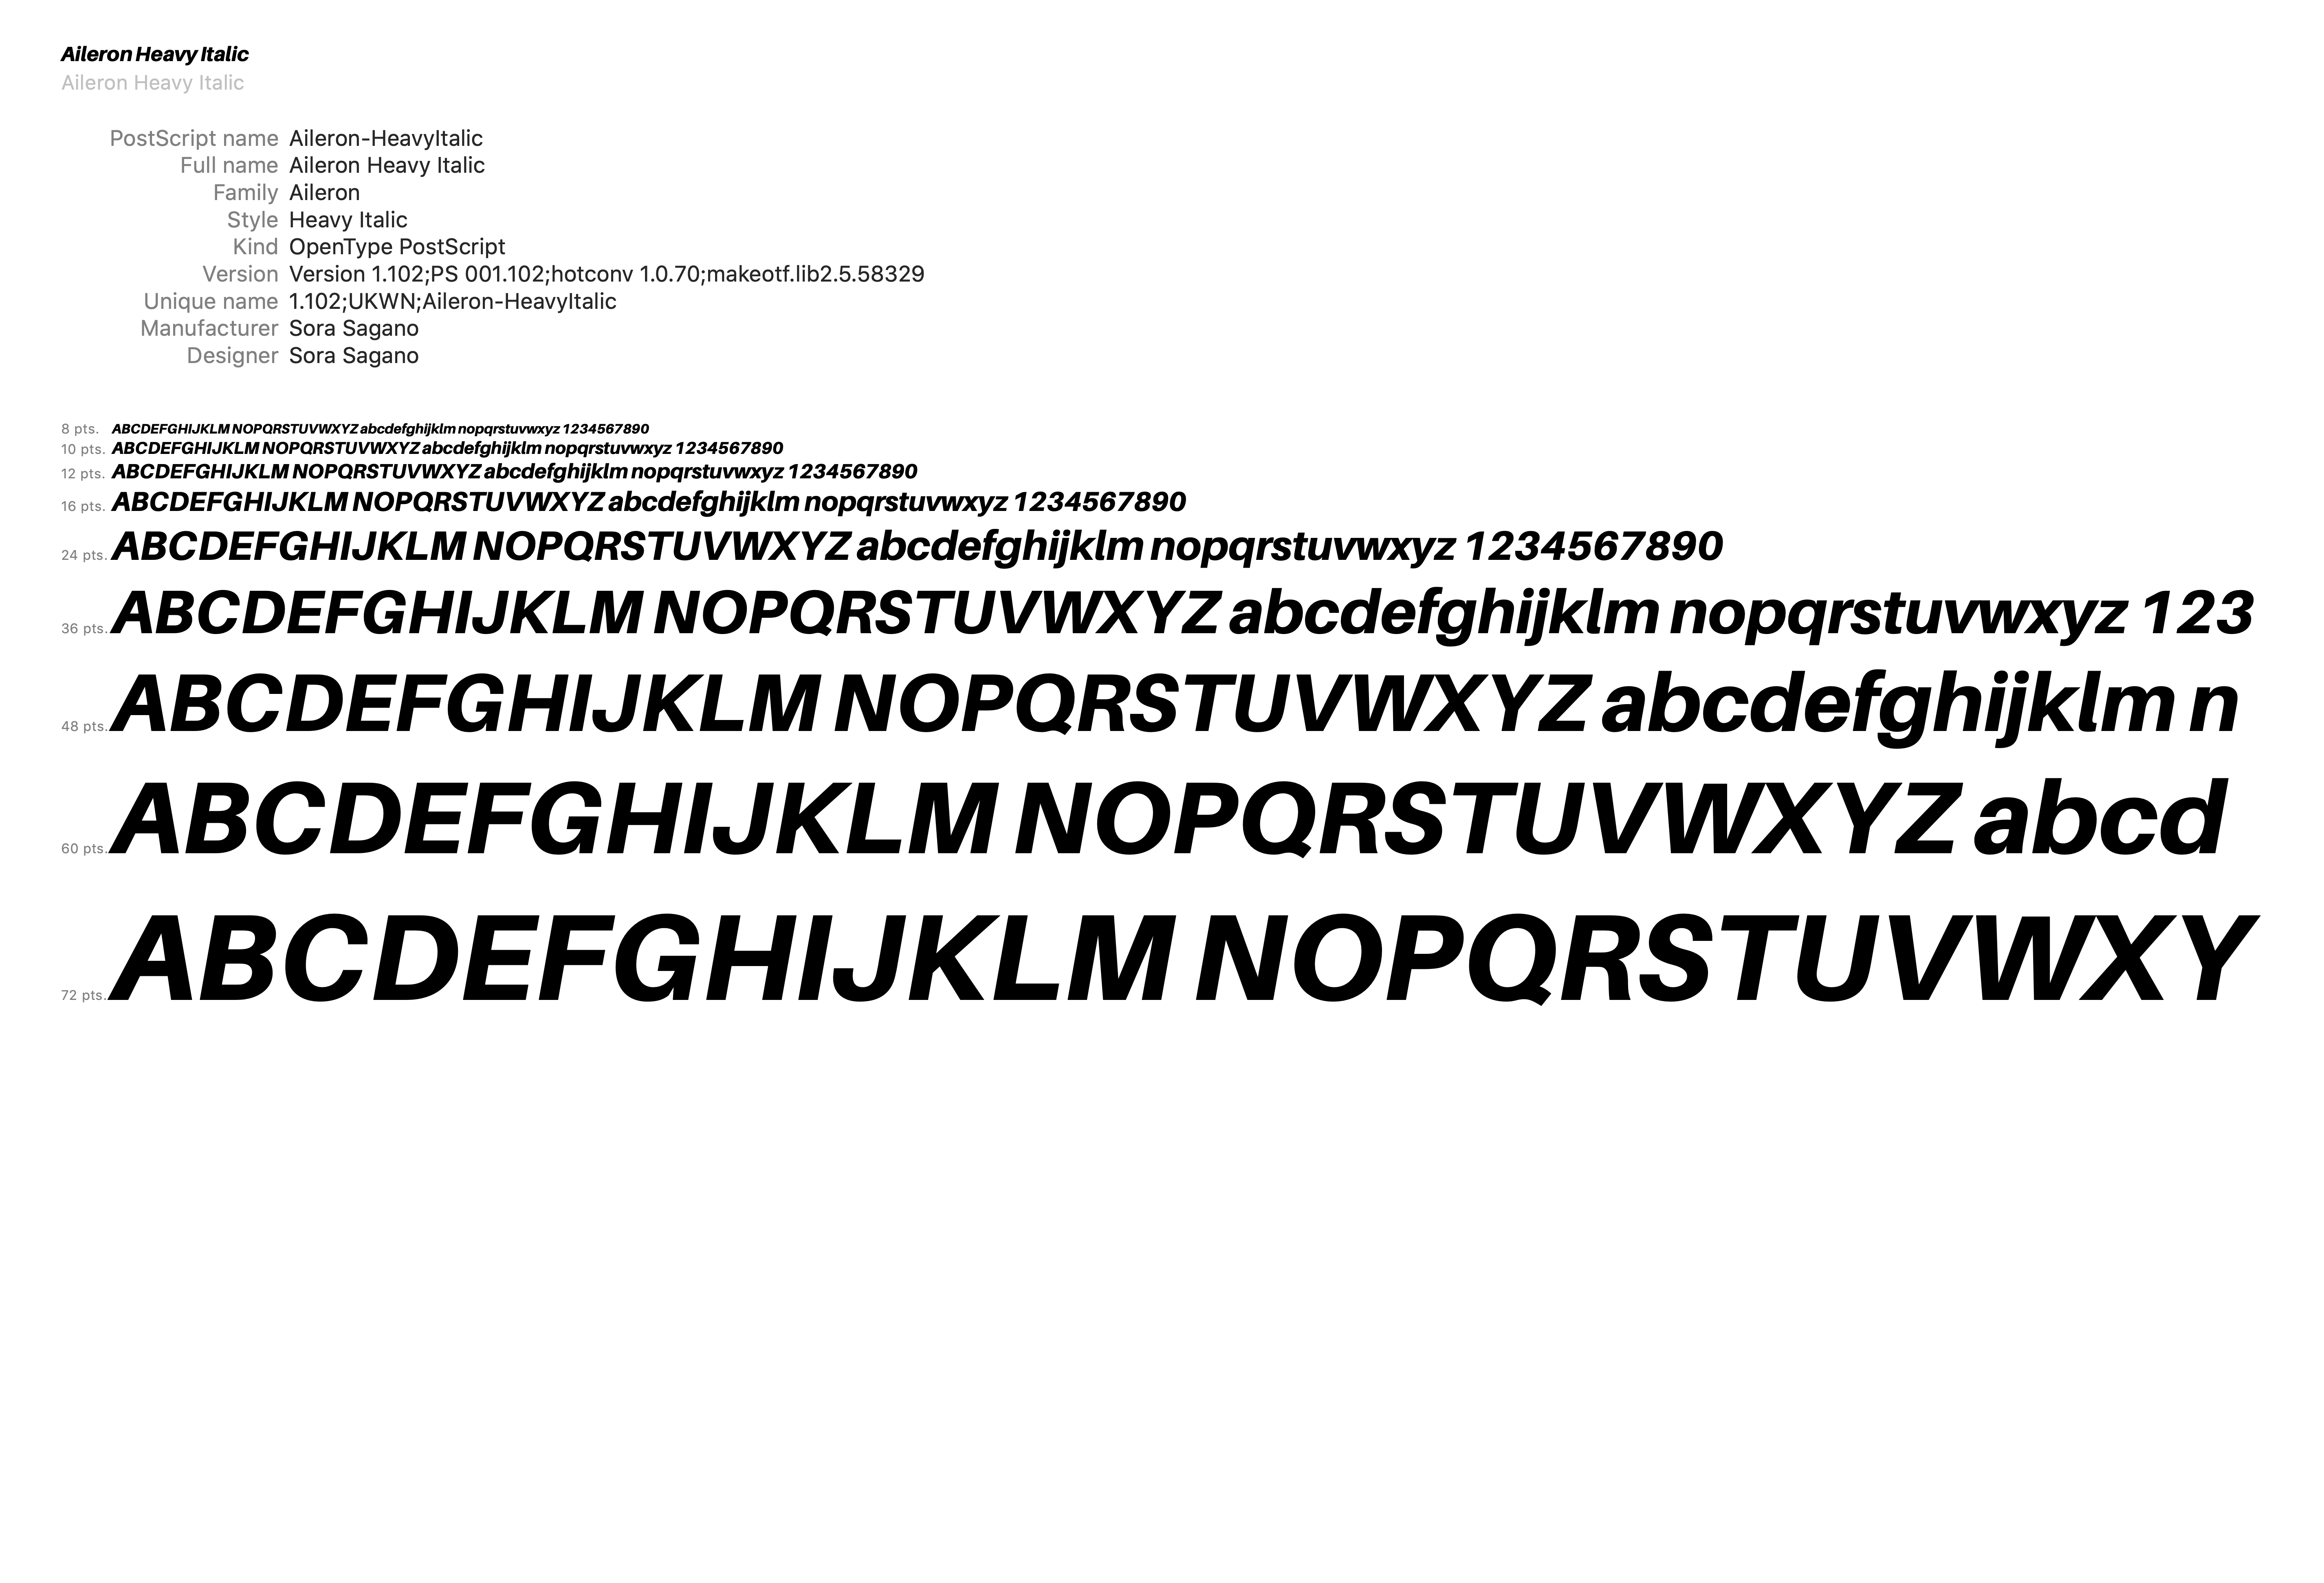 Aileron Heavy Italic
Aileron Heavy Italic
PostScript name Aileron-HeavyItalic
Full name Aileron Heavy Italic
Family Aileron
Style Heavy Italic
Kind OpenType PostScript
Version Version 1.102;PS 001.102;hotconv 1.0.70;makeotf.lib2.5.58329
Unique name 1.102;UKWN;Aileron-HeavyItalic
Manufacturer Sora Sagano
Designer Sora Sagano
8 pts. ABCDEFGHIJKLM NOPQRSTUVWXYZ abcdefghijklm nopqrstuvwxyz 1234567890
10 pts. ABCDEFGHIJKLM NOPQRSTUVWXYZ abcdefghijklm nopqrstuvwxyz 1234567890
12 pts. ABCDEFGHIJKLM NOPQRSTUVWXYZ abcdefghijklm nopqrstuvwxyz 1234567890
16 pts. ABCDEFGHIJKLM NOPQRSTUVWXYZ abcdefghijklm nopqrstuvwxyz 1234567890
24 pts. ABCDEFGHIJKLM NOPQRSTUVWXYZ abcdefghijklm nopqrstuvwxyz 1234567890
36 pts. ABCDEFGHIJKLM NOPQRSTUVWXYZ abcdefghijklm nopqrstuvwxyz 123
48 pts. ABCDEFGHIJKLM NOPQRSTUVWXYZ abcdefghijklm n
60 pts. ABCDEFGHIJKLM NOPQRSTUVWXYZ abcd
72 pts. ABCDEFGHIJKLM NOPQRSTUVWXY